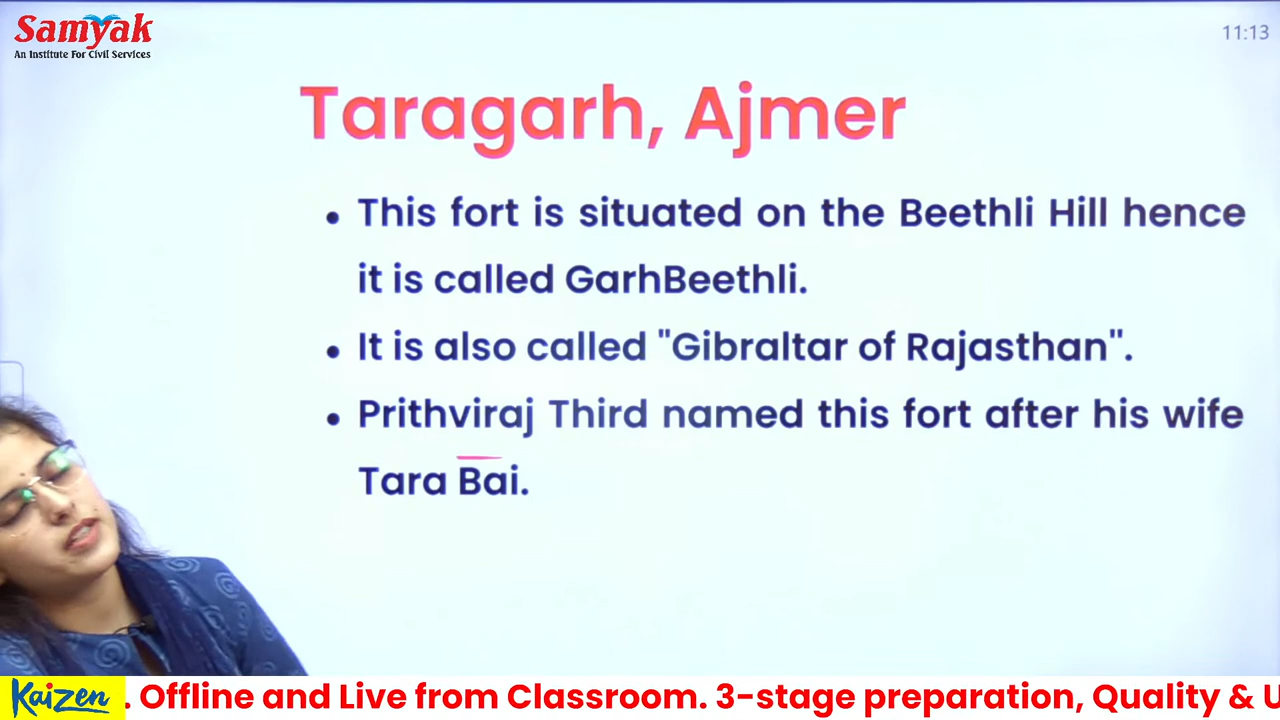 Samyak
An Institute For Civil Services
11:13
Taragarh, Ajmer
• This fort is situated on the Beethli Hill hence
it is called GarhBeethli.
• It is also called "Gibraltar of Rajasthan".
• Prithviraj Third named this fort after his wife
Tara Bai.
Kaizen
. Offline and Live from Classroom. 3-stage preparation, Quality & U